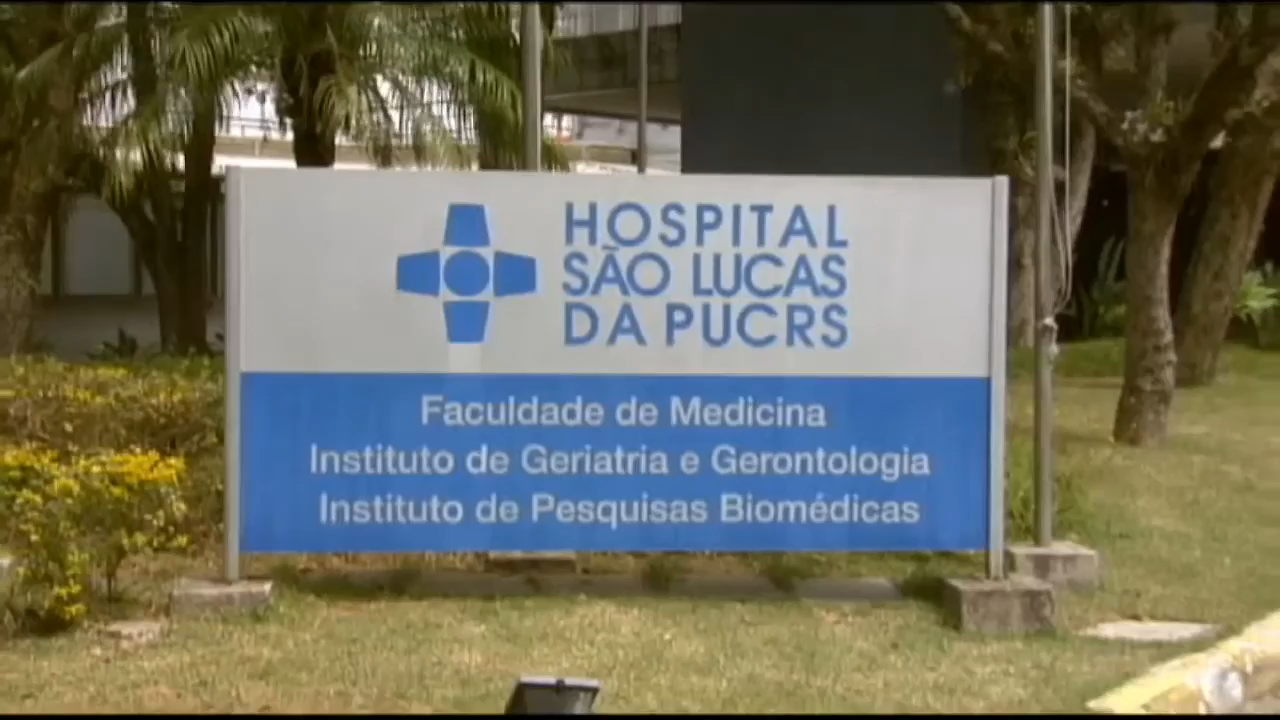 HOSPITAL
SÃO LUCAS
DA PUCRS
Faculdade de Medicina
Instituto de Geriatria e Gerontologia
Instituto de Pesquisas Biomédicas